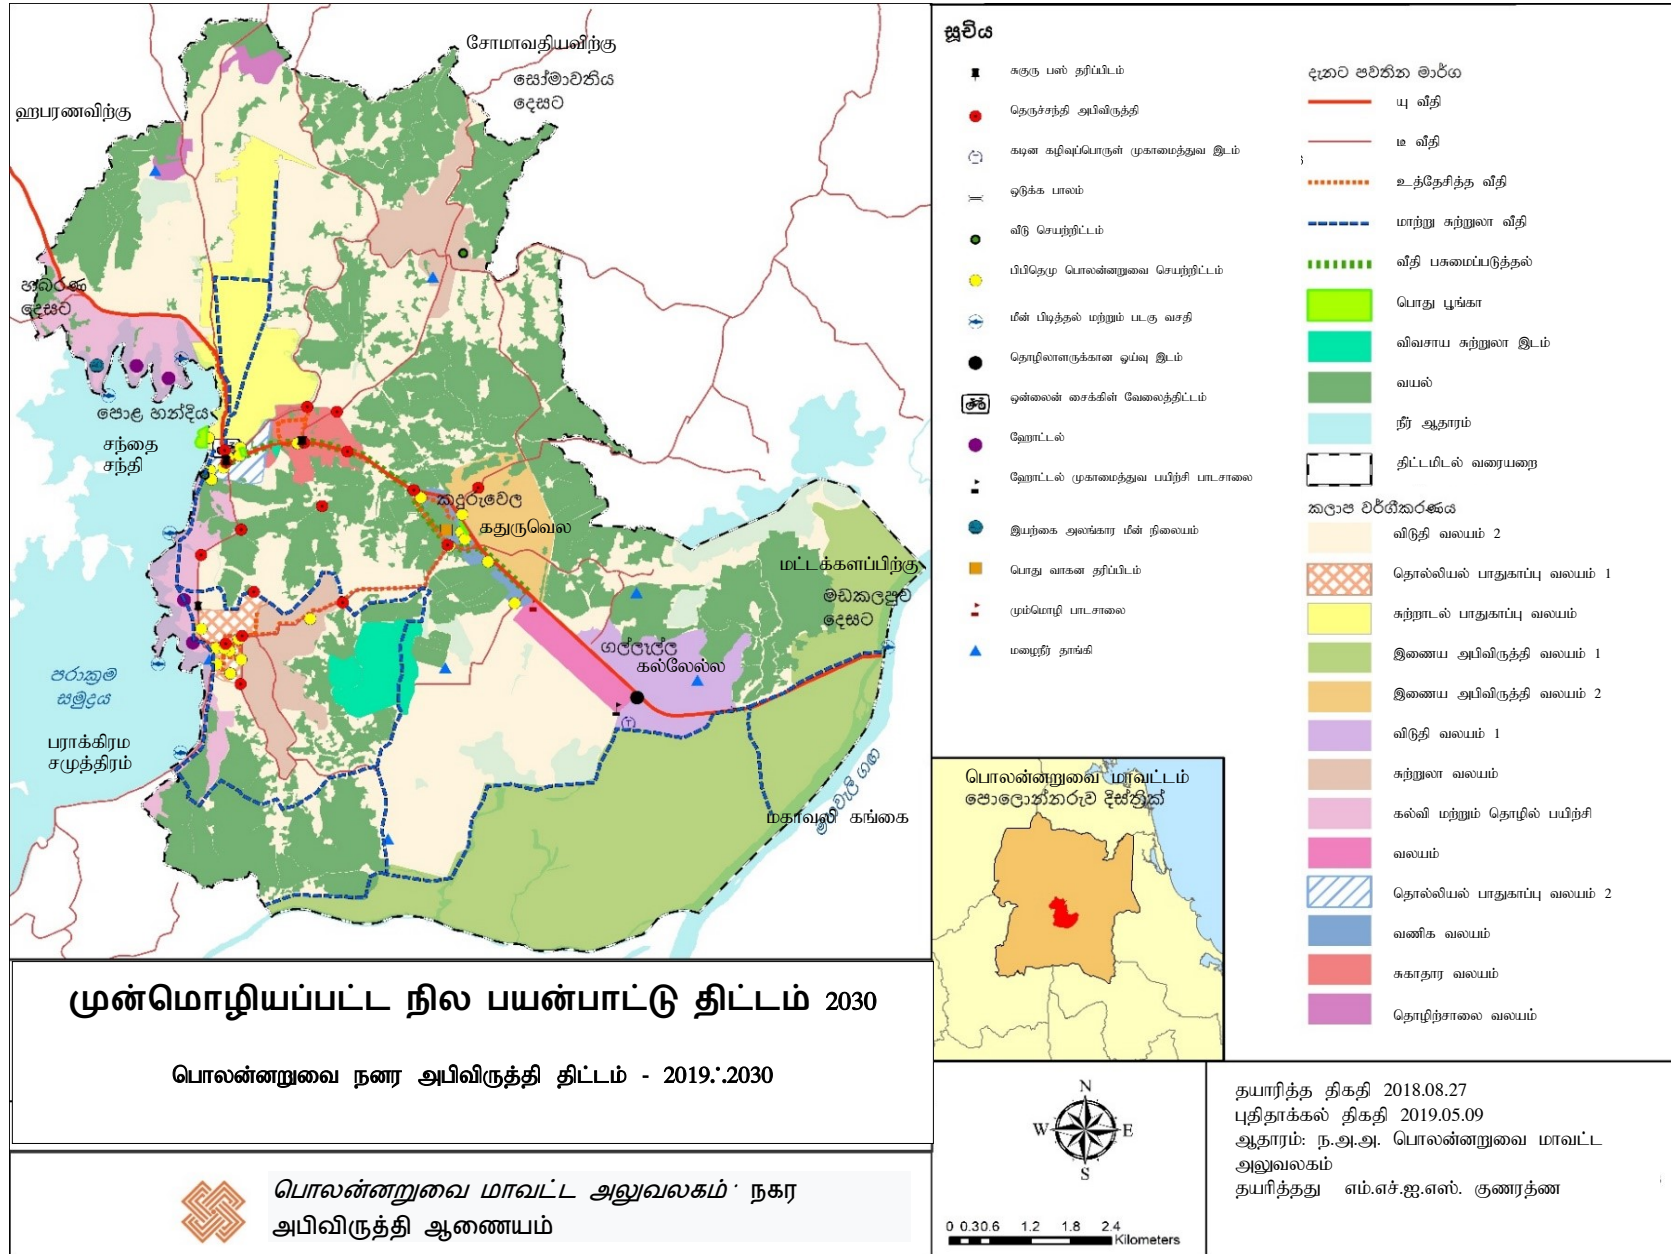 சோமாவதியவிற்கு
සෝමාවතිය
දෙසට
ஹபரணவிற்கு
හබරණ
දෙසට
පොළ හන්දිය
சந்தை
சந்தி
කදුරුවෙල
கதுருவெல
மட்டக்களப்பிற்கு
මඩකලපුව
දෙසට
ගල්ලෑල්ල
கல்லேல்ல
පරාක්‍රම
සමුද්‍රය
பராக்கிரம
சமுத்திரம்
මහවැලි ගඟ
மகாவலி கங்கை
සූචිය
சுகுரு பஸ் தரிப்பிடம்
தெருச்சந்தி அபிவிருத்தி
கடின கழிவுப்பொருள் முகாமைத்துவ இடம்
ஒடுக்க பாலம்
வீடு செயற்றிட்டம்
பிபிதெமு பொலன்னறுவை செயற்றிட்டம்
மீன் பிடித்தல் மற்றும் படகு வசதி
தொழிலாளருக்கான ஓய்வு இடம்
ஒன்லைன் சைக்கிள் வேலைத்திட்டம்
ஹோட்டல்
ஹோட்டல் முகாமைத்துவ பயிற்சி பாடசாலை
இயற்கை அலங்கார மீன் நிலையம்
பொது வாகன தரிப்பிடம்
மும்மொழி பாடசாலை
மழைநீர் தாங்கி
දැනට පවතින මාර්ග
யு வீதி
டீ வீதி
உத்தேசித்த வீதி
மாற்று சுற்றுலா வீதி
வீதி பசுமைப்படுத்தல்
பொது பூங்கா
விவசாய சுற்றுலா இடம்
வயல்
நீர் ஆதாரம்
திட்டமிடல் வரையறை
කලාප වර්ගීකරණය
விடுதி வலயம் 2
தொல்லியல் பாதுகாப்பு வலயம் 1
சுற்றாடல் பாதுகாப்பு வலயம்
இணைய அபிவிருத்தி வலயம் 1
இணைய அபிவிருத்தி வலயம் 2
விடுதி வலயம் 1
சுற்றுலா வலயம்
கல்வி மற்றும் தொழில் பயிற்சி
வலயம்
தொல்லியல் பாதுகாப்பு வலயம் 2
வணிக வலயம்
சுகாதார வலயம்
தொழிற்சாலை வலயம்
பொலன்னறுவை மாவட்டம்
පොලොන්නරුව දිස්ත්‍රික්
முன்மொழியப்பட்ட நில பயன்பாட்டு திட்டம் 2030
பொலன்னறுவை நனர அபிவிருத்தி திட்டம் - 2019ஃ2030
பொலன்னறுவை மாவட்ட அலுவலகம் · நகர
அபிவிருத்தி ஆணையம்
N
W E
S
0 0.30.6 1.2 1.8 2.4
Kilometers
தயாரித்த திகதி 2018.08.27
புதிதாக்கல் திகதி 2019.05.09
ஆதாரம்: ந.அ.அ. பொலன்னறுவை மாவட்ட
அலுவலகம்
தயரித்தது எம்.எச்.ஐ.எஸ். குணரத்ண